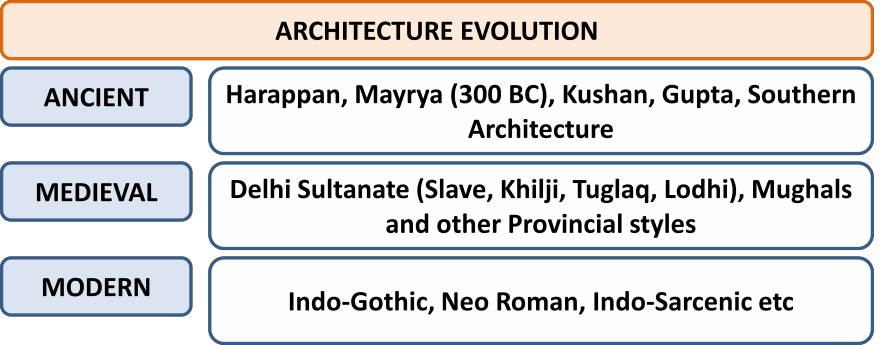 ARCHITECTURE EVOLUTION
ANCIENT
Harappan, Mayrya (300 BC), Kushan, Gupta, Southern
Architecture
MEDIEVAL
Delhi Sultanate (Slave, Khilji, Tuglaq, Lodhi), Mughals
and other Provincial styles
MODERN
Indo-Gothic, Neo Roman, Indo-Sarcenic etc